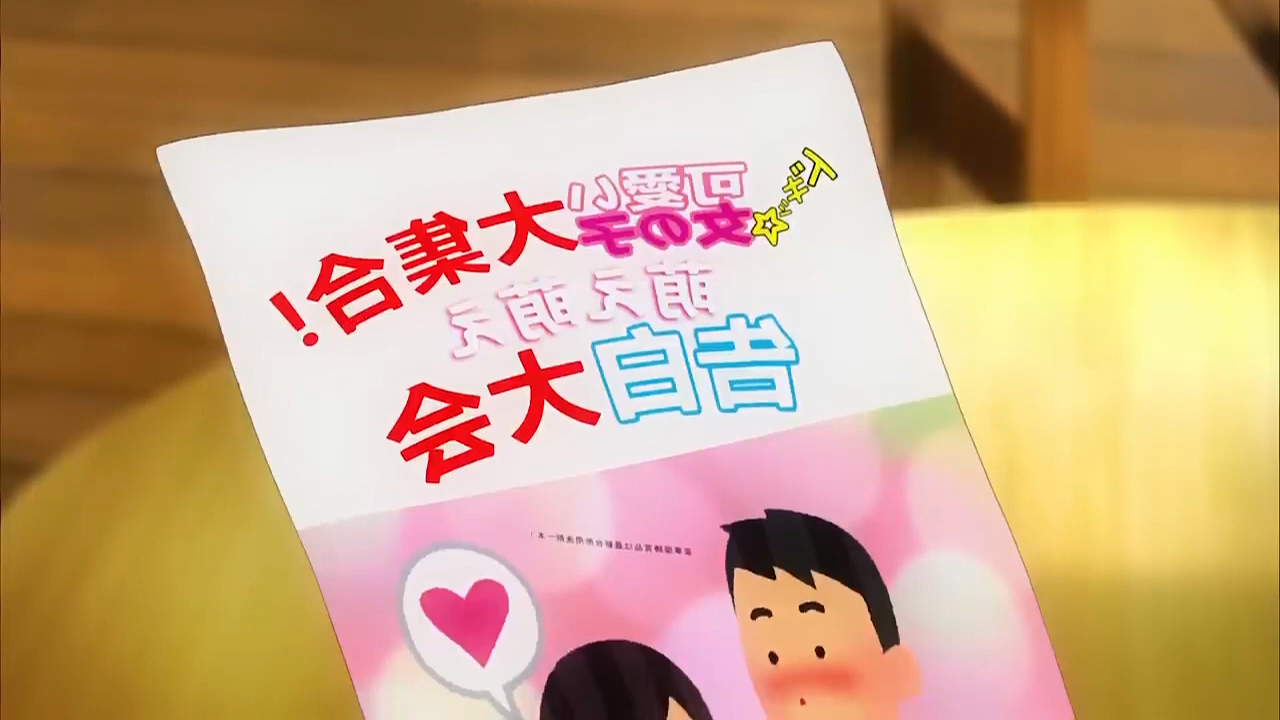 ドキッ☆
可愛い
女の子大集合！
萌え萌え
告白大会